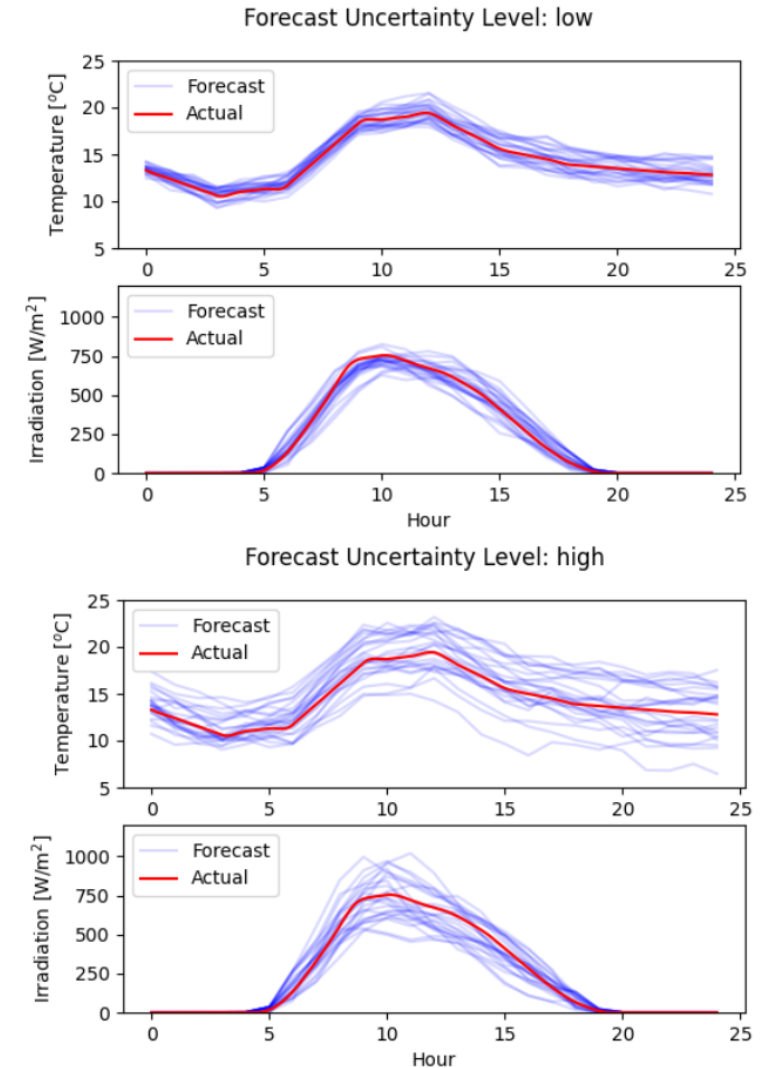 Forecast Uncertainty Level: low
Temperature [°C]
25
20
15
10
5
Forecast
Actual
0 5 10 15 20 25
Irradiation [W/m²]
1000
750
500
250
0
Forecast
Actual
0 5 10 15 20 25
Hour
Forecast Uncertainty Level: high
Temperature [°C]
25
20
15
10
5
Forecast
Actual
0 5 10 15 20 25
Irradiation [W/m²]
1000
750
500
250
0
Forecast
Actual
0 5 10 15 20 25
Hour